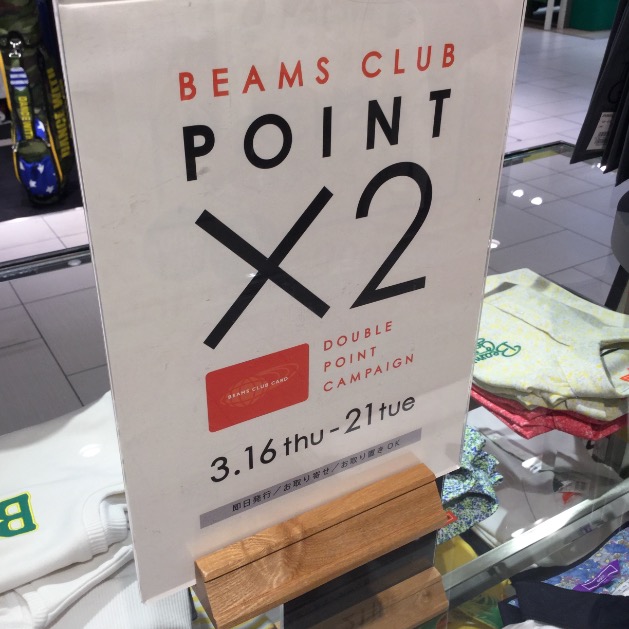 BEAMS CLUB
POINT
×2
BEAMS CLUB CARD
DOUBLE
POINT
CAMPAIGN
3.16 thu - 21 tue
即日発行／お取り寄せ／お取り置きOK
B